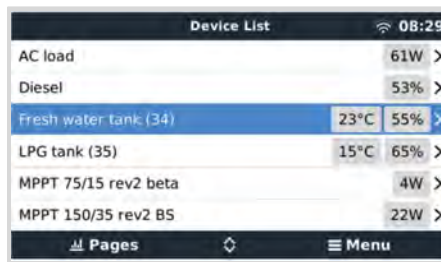 Device List 08:29
AC load 61W
Diesel 53%
Fresh water tank (34) 23°C 55%
LPG tank (35) 15°C 65%
MPPT 75/15 rev2 beta 4W
MPPT 150/35 rev2 BS 22W
Pages Menu